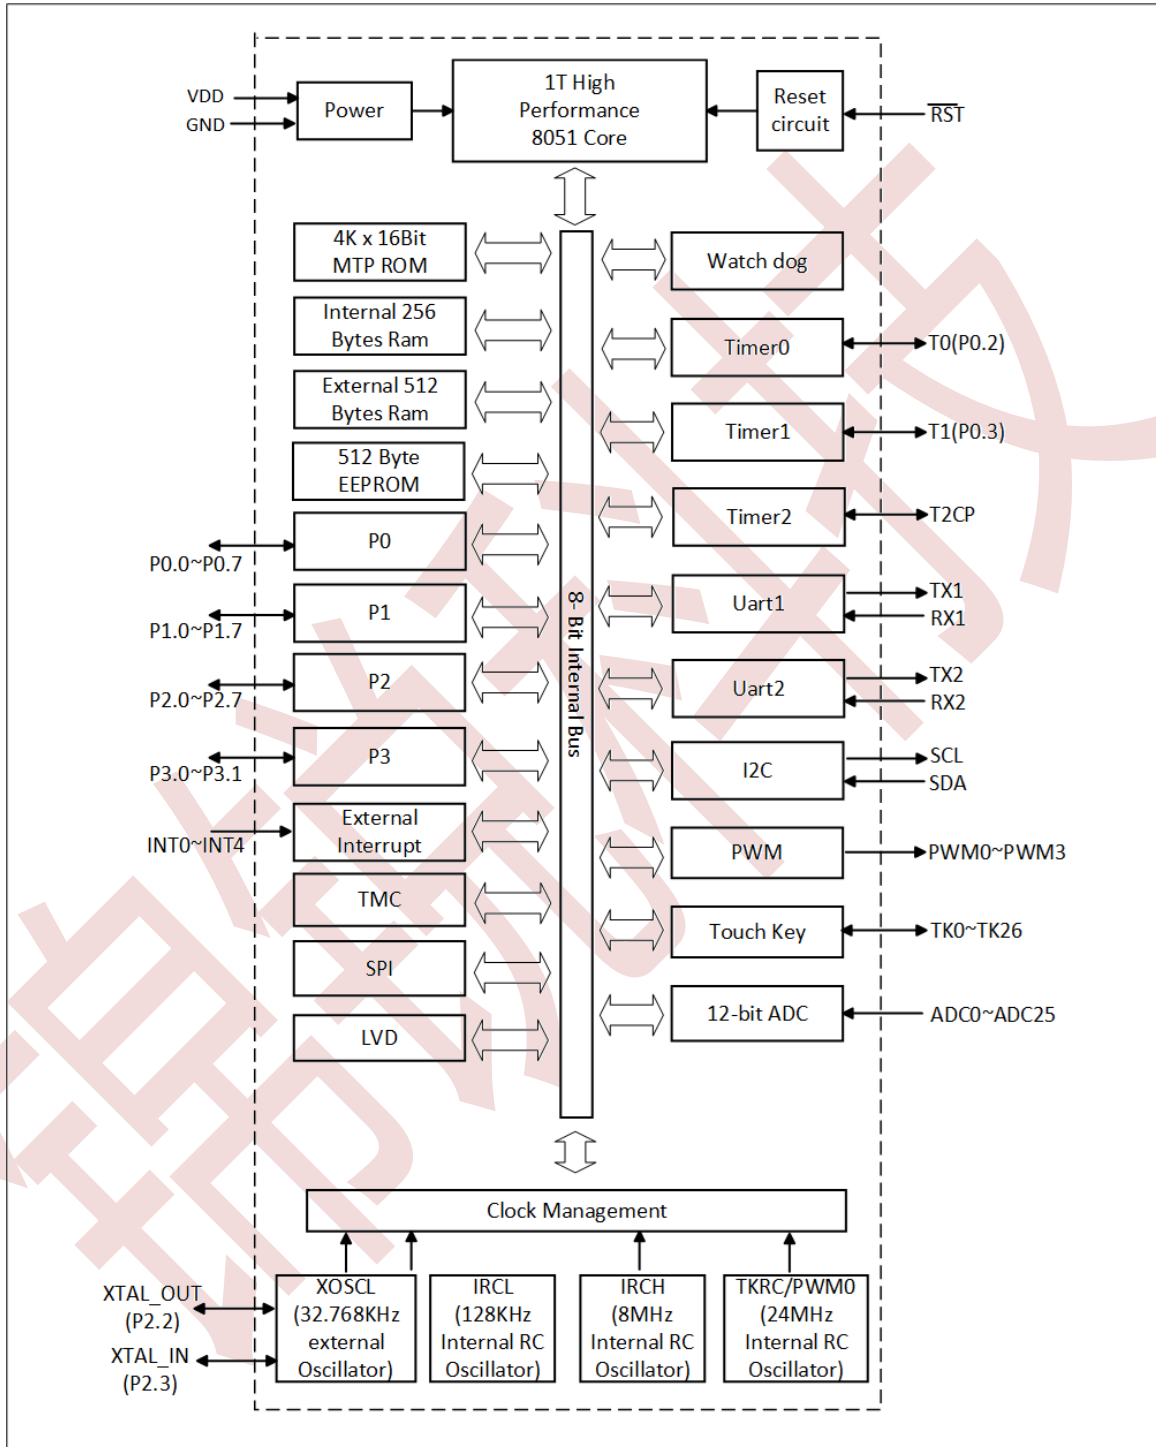 VDD
GND
Power
1T High
Performance
8051 Core
Reset
circuit
RST
4K x 16Bit
MTP ROM
Internal 256
Bytes Ram
External 512
Bytes Ram
512 Byte
EEPROM
P0
P0.0~P0.7
P1
P1.0~P1.7
P2
P2.0~P2.7
P3
P3.0~P3.1
External
Interrupt
INT0~INT4
TMC
SPI
LVD
8- Bit Internal Bus
Watch dog
Timer0
T0(P0.2)
Timer1
T1(P0.3)
Timer2
T2CP
Uart1
TX1
RX1
Uart2
TX2
RX2
I2C
SCL
SDA
PWM
PWM0~PWM3
Touch Key
TK0~TK26
12-bit ADC
ADC0~ADC25
Clock Management
XTAL_OUT
(P2.2)
XTAL_IN
(P2.3)
XOSCL
(32.768KHz
external
Oscillator)
IRCL
(128KHz
Internal RC
Oscillator)
IRCH
(8MHz
Internal RC
Oscillator)
TKRC/PWM0
(24MHz
Internal RC
Oscillator)
锦锐科技